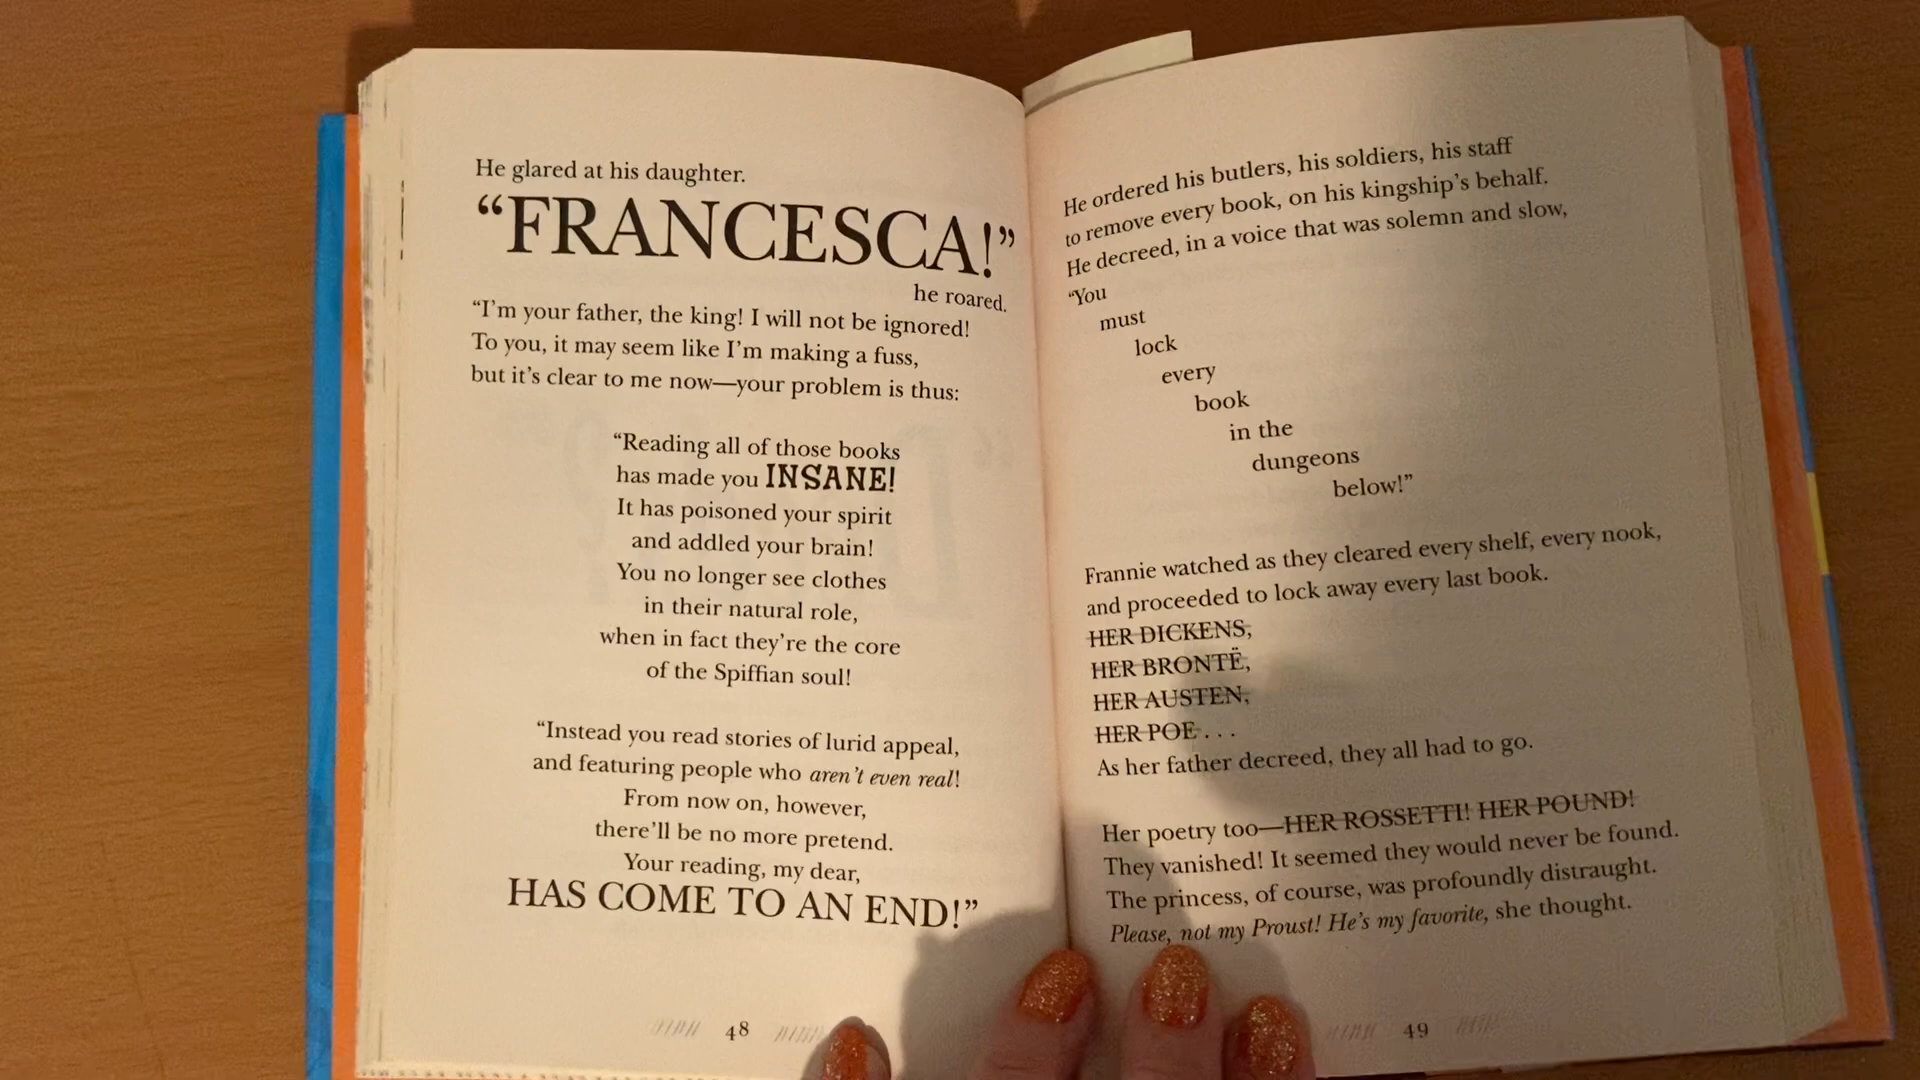 He glared at his daughter.
“FRANCESCA!”
he roared.
“I’m your father, the king! I will not be ignored!
To you, it may seem like I’m making a fuss,
but it’s clear to me now—your problem is thus:
“Reading all of those books
has made you INSANE!
It has poisoned your spirit
and addled your brain!
You no longer see clothes
in their natural role,
when in fact they’re the core
of the Spiffian soul!
“Instead you read stories of lurid appeal,
and featuring people who aren’t even real!
From now on, however,
there’ll be no more pretend.
Your reading, my dear,
HAS COME TO AN END!”
48
He ordered his butlers, his soldiers, his staff
to remove every book, on his kingship’s behalf.
He decreed, in a voice that was solemn and slow,
“You
must
lock
every
book
in the
dungeons
below!”
Frannie watched as they cleared every shelf, every nook,
and proceeded to lock away every last book.
HER DICKENS,
HER BRONTË,
HER AUSTEN,
HER POE . . .
As her father decreed, they all had to go.
Her poetry too—HER ROSSETTI! HER POUND!
They vanished! It seemed they would never be found.
The princess, of course, was profoundly distraught.
Please, not my Proust! He’s my favorite, she thought.
49